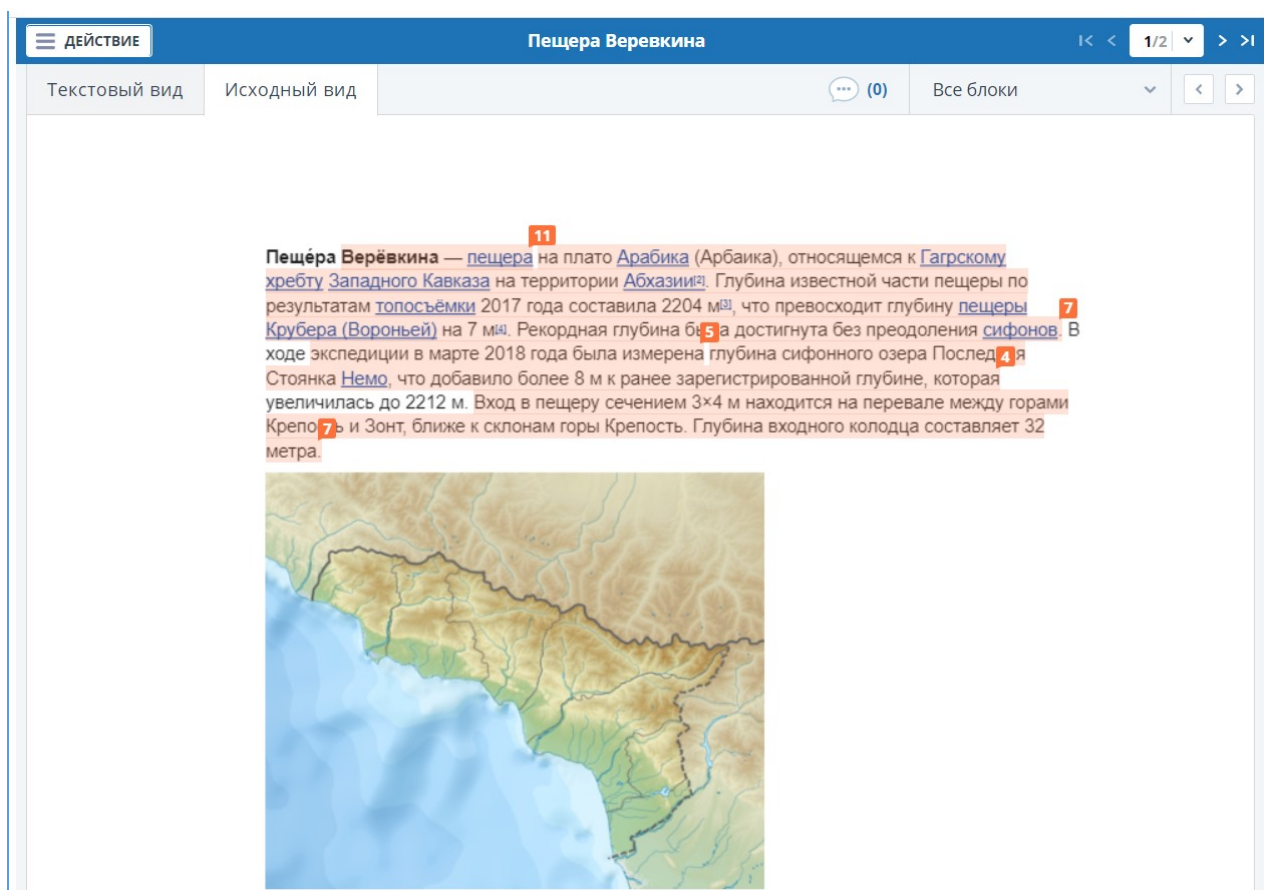 ДЕЙСТВИЕ
Пещера Веревкина
1/2
Текстовый вид
Исходный вид
(0)
Все блоки
11
Пеще́ра Верёвкина — пещера на плато Арабика (Арбаика), относящемся к Гагрскому
хребту Западного Кавказа на территории Абхазии[2]. Глубина известной части пещеры по
результатам топосъёмки 2017 года составила 2204 м[3], что превосходит глубину пещеры
7
Крубера (Вороньей) на 7 м[4]. Рекордная глубина б а достигнута без преодоления сифонов. В
5
ходе экспедиции в марте 2018 года была измерена глубина сифонного озера Послед я
4
Стоянка Немо, что добавило более 8 м к ранее зарегистрированной глубине, которая
увеличилась до 2212 м. Вход в пещеру сечением 3×4 м находится на перевале между горами
Крепо ь и Зонт, ближе к склонам горы Крепость. Глубина входного колодца составляет 32
7
метра.